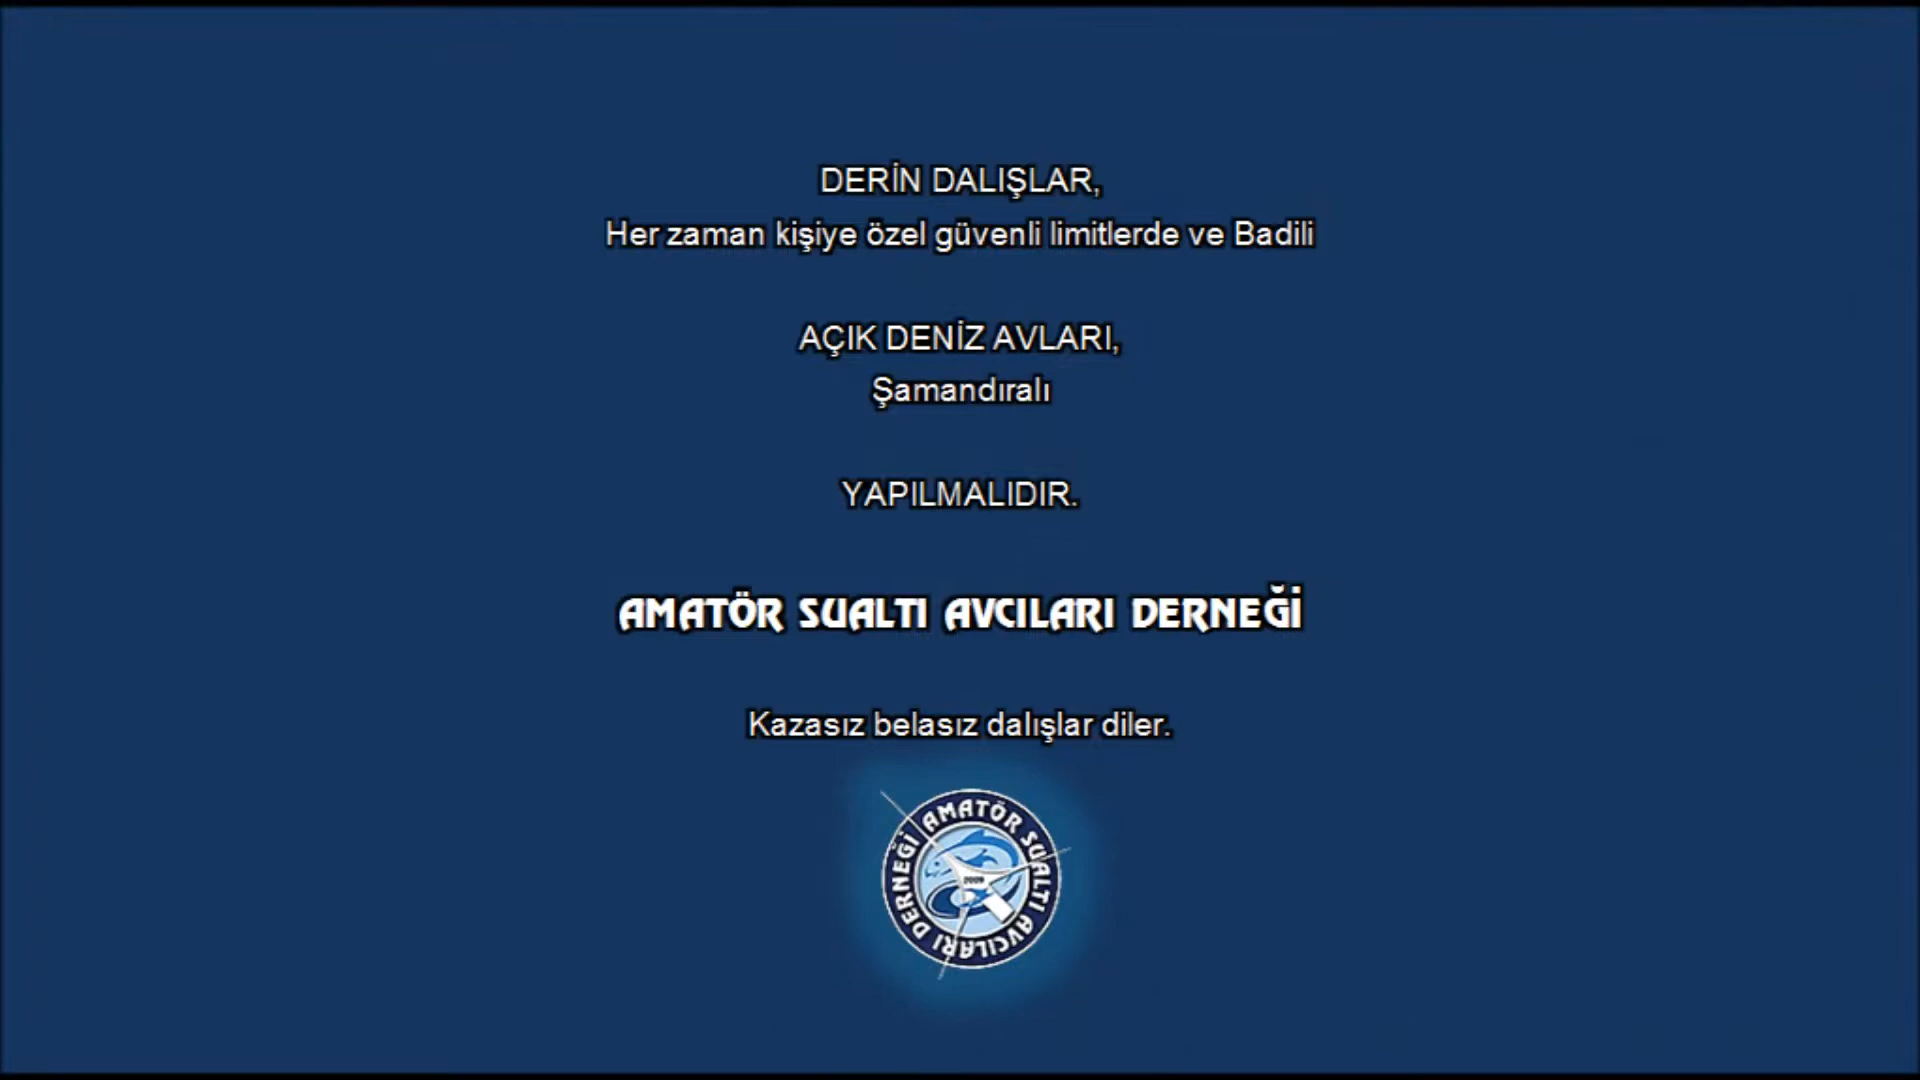 DERİN DALIŞLAR,
Her zaman kişiye özel güvenli limitlerde ve Badili
AÇIK DENİZ AVLARI,
Şamandıralı
YAPILMALIDIR.
AMATÖR SUALTI AVCILARI DERNEĞİ
Kazasız belasız dalışlar diler.
AMATÖR SUALTI AVCILARI DERNEĞİ